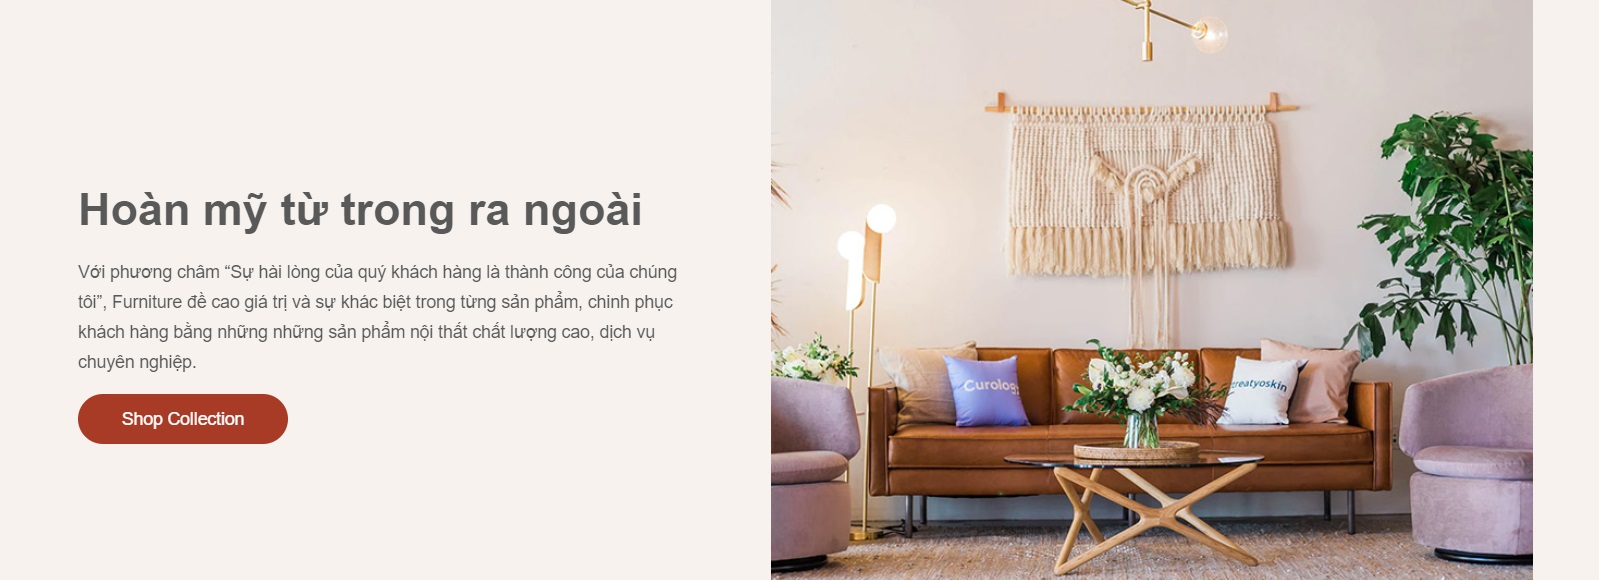 Hoàn mỹ từ trong ra ngoài
Với phương châm “Sự hài lòng của quý khách hàng là thành công của chúng
tôi”, Furniture đề cao giá trị và sự khác biệt trong từng sản phẩm, chinh phục
khách hàng bằng những những sản phẩm nội thất chất lượng cao, dịch vụ
chuyên nghiệp.
Shop Collection
Curology
creatyoskin